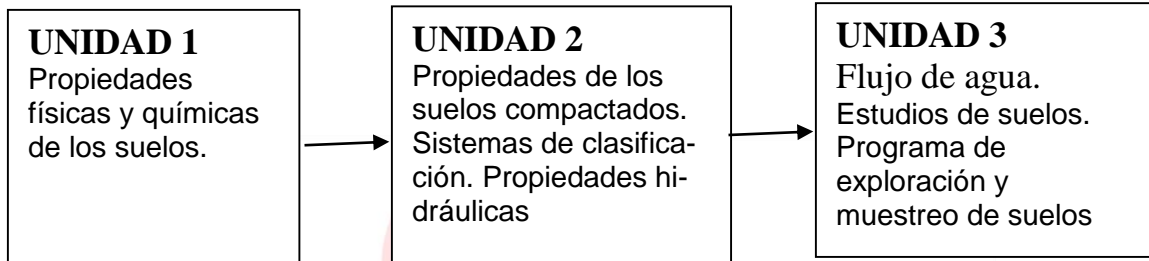 UNIDAD 1
Propiedades
físicas y químicas
de los suelos.
UNIDAD 2
Propiedades de los
suelos compactados.
Sistemas de clasifica-
ción. Propiedades hi-
dráulicas
UNIDAD 3
Flujo de agua.
Estudios de suelos.
Programa de
exploración y
muestreo de suelos